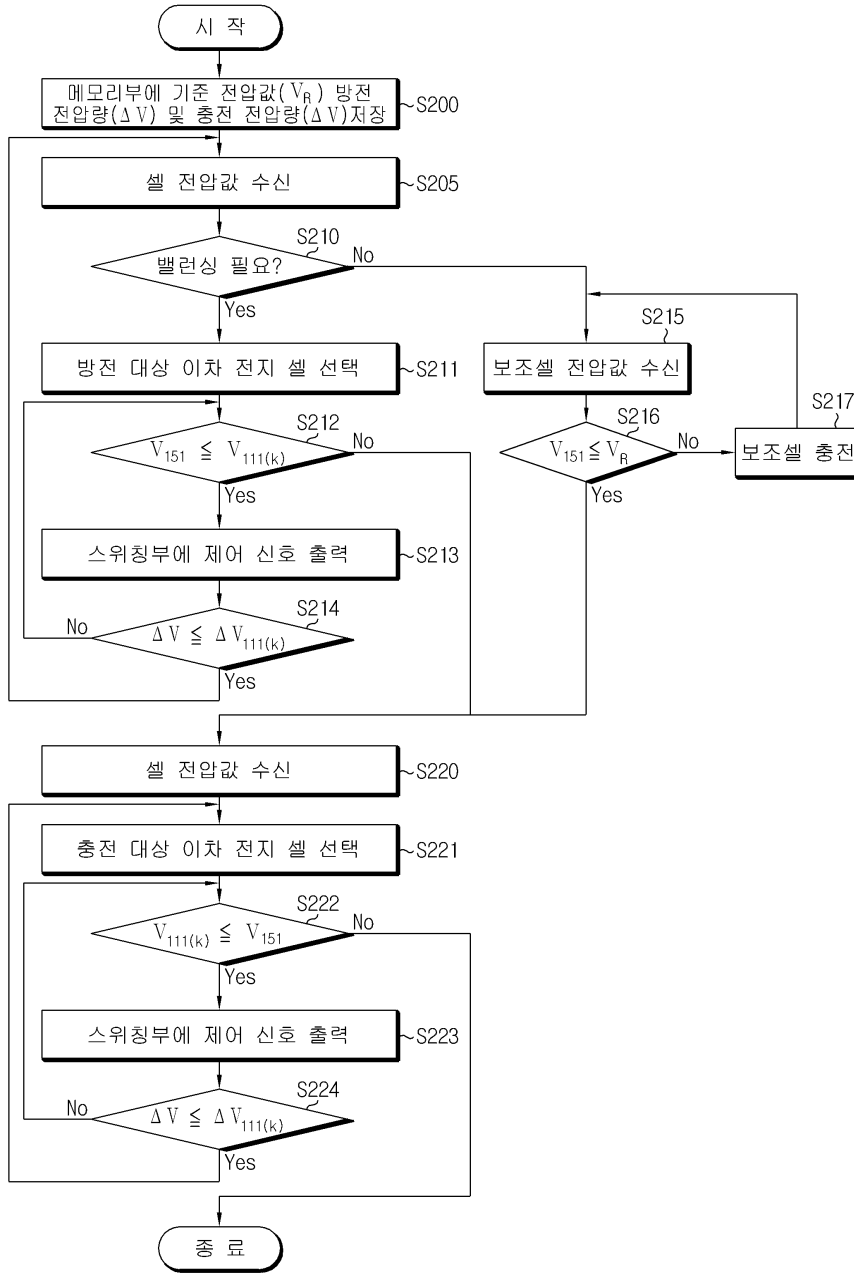 시 작
메모리부에 기준 전압값(V_R) 방전
전압량(ΔV) 및 충전 전압량(ΔV)저장
S200
셀 전압값 수신
S205
S210
밸런싱 필요?
No
Yes
S215
방전 대상 이차 전지 셀 선택
S211
보조셀 전압값 수신
S212
V151 ≦ V111(k)
No
Yes
S216
V151≦VR
No
Yes
S217
보조셀 충전
스위칭부에 제어 신호 출력
S213
S214
ΔV ≦ ΔV111(k)
No
Yes
셀 전압값 수신
S220
충전 대상 이차 전지 셀 선택
S221
S222
V111(k) ≦ V151
No
Yes
스위칭부에 제어 신호 출력
S223
S224
ΔV ≦ ΔV111(k)
No
Yes
종 료